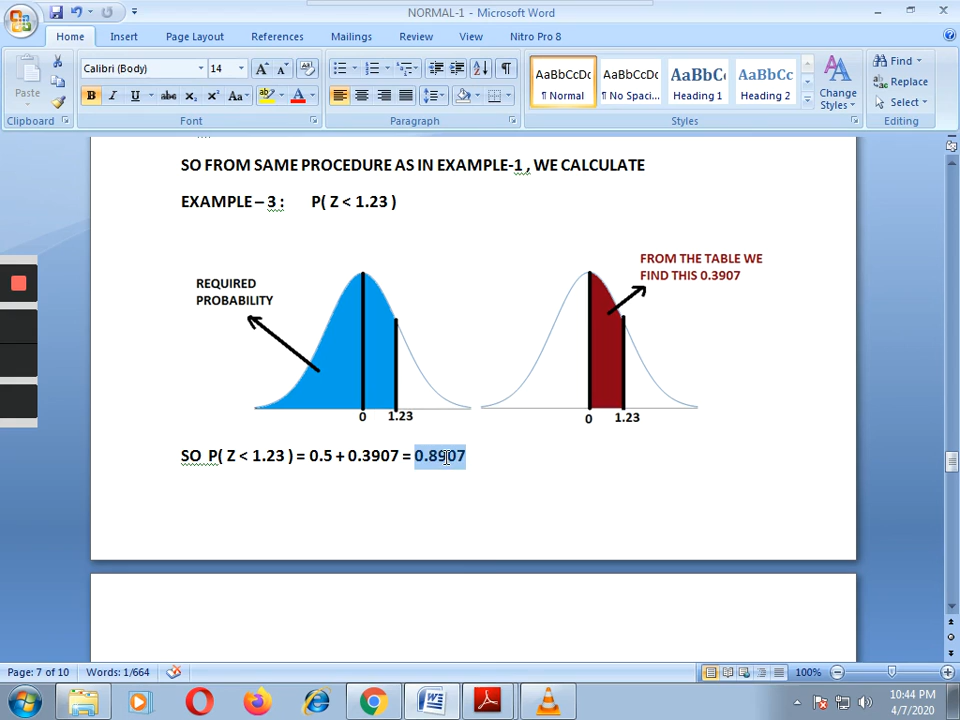 NORMAL-1 - Microsoft Word
Home Insert Page Layout References Mailings Review View Nitro Pro 8
Paste
Clipboard
Calibri (Body) 14
B I U abc X₂ X² Aa A
Font
Paragraph
AaBbCcDc AaBbCcDc AaBbC AaBbCc
¶ Normal ¶ No Spaci... Heading 1 Heading 2
Change
Styles
Styles
Find
Replace
Select
Editing
SO FROM SAME PROCEDURE AS IN EXAMPLE-1 , WE CALCULATE
EXAMPLE – 3 : P( Z < 1.23 )
REQUIRED
PROBABILITY
0 1.23
FROM THE TABLE WE
FIND THIS 0.3907
0 1.23
SO P( Z < 1.23 ) = 0.5 + 0.3907 = 0.8907
Page: 7 of 10 Words: 1/664 100%
10:44 PM
4/7/2020